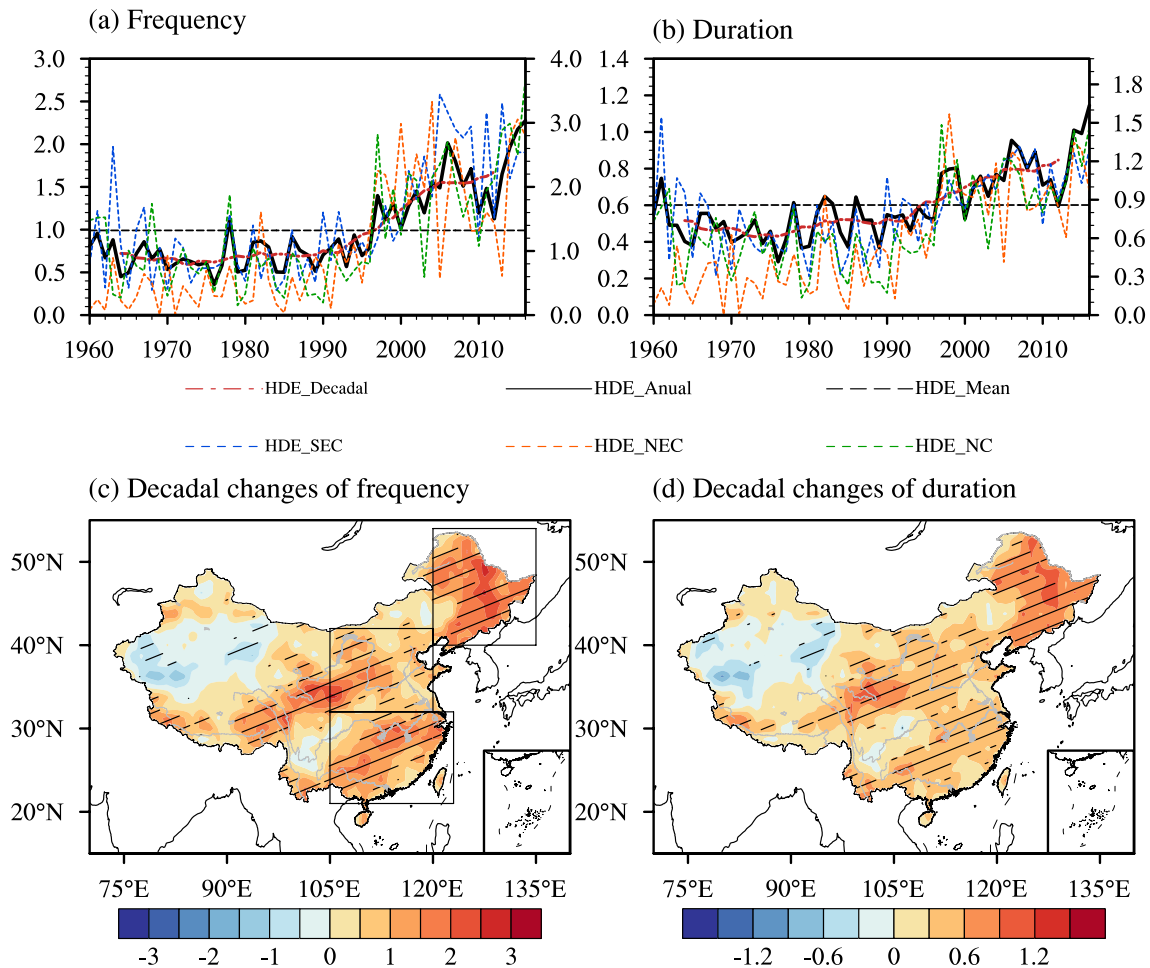 (a) Frequency
(b) Duration
3.0 4.0 1.4
2.5 1.2 1.8
3.0 1.5
2.0 1.0
1.2
1.5 2.0 0.8
0.9
1.0 0.6
1.0 0.4 0.6
0.5 0.2 0.3
0.0 0.0 0.0 0.0
1960 1970 1980 1990 2000 2010 1960 1970 1980 1990 2000 2010
HDE_Decadal HDE_Anual HDE_Mean
HDE_SEC HDE_NEC HDE_NC
(c) Decadal changes of frequency
(d) Decadal changes of duration
50°N 50°N
40°N 40°N
30°N 30°N
20°N 20°N
75°E 90°E 105°E 120°E 135°E 75°E 90°E 105°E 120°E 135°E
-3 -2 -1 0 1 2 3 -1.2 -0.6 0 0.6 1.2